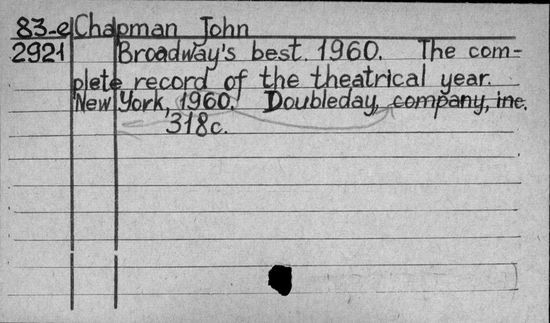 83-e Chapman John
2921 Broadway's best. 1960. The com-
plete record of the theatrical year.
New York, 1960. Doubleday, company, inc.
318c.